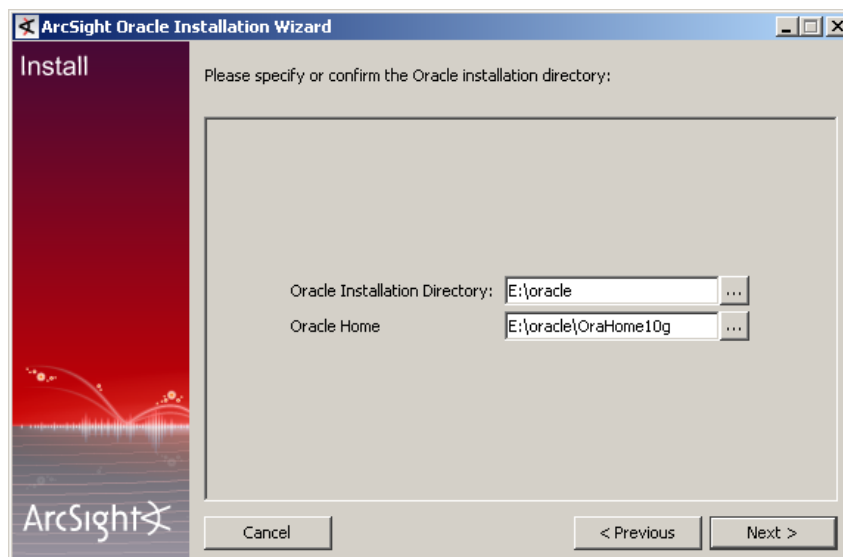 ArcSight Oracle Installation Wizard
Install
Please specify or confirm the Oracle installation directory:
Oracle Installation Directory: E:\oracle ...
Oracle Home E:\oracle\OraHome10g ...
ArcSight
Cancel < Previous Next >